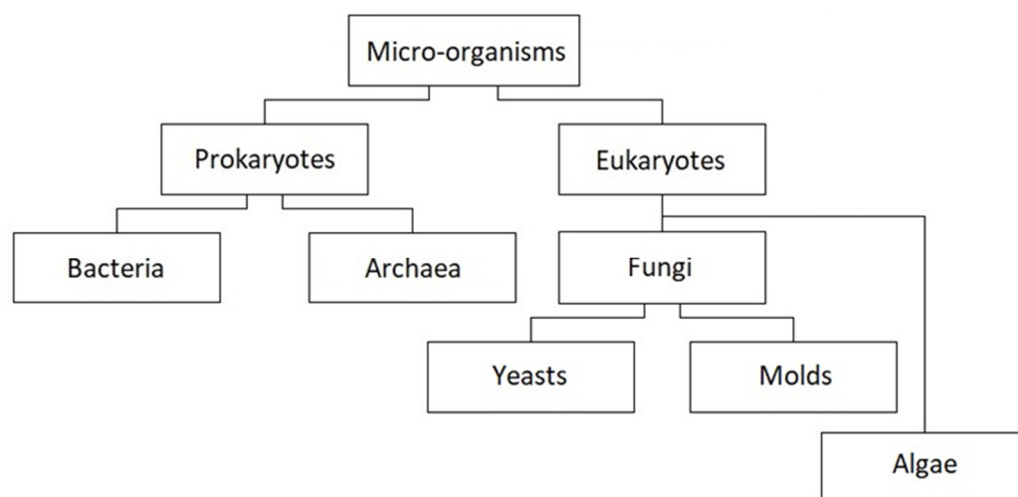 Micro-organisms
Prokaryotes
Eukaryotes
Bacteria
Archaea
Fungi
Yeasts
Molds
Algae